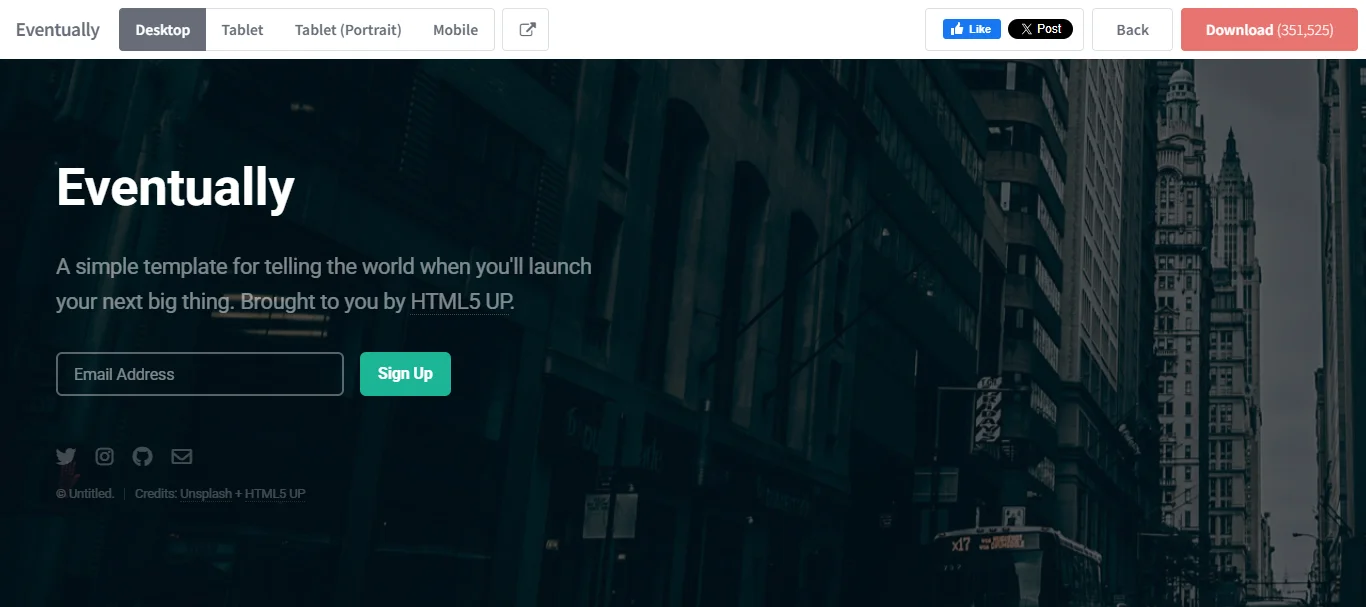 Eventually Desktop Tablet Tablet (Portrait) Mobile Like Post Back Download (351,525)
Eventually
A simple template for telling the world when you'll launch
your next big thing. Brought to you by HTML5 UP.
Email Address Sign Up
© Untitled. Credits: Unsplash + HTML5 UP
x17